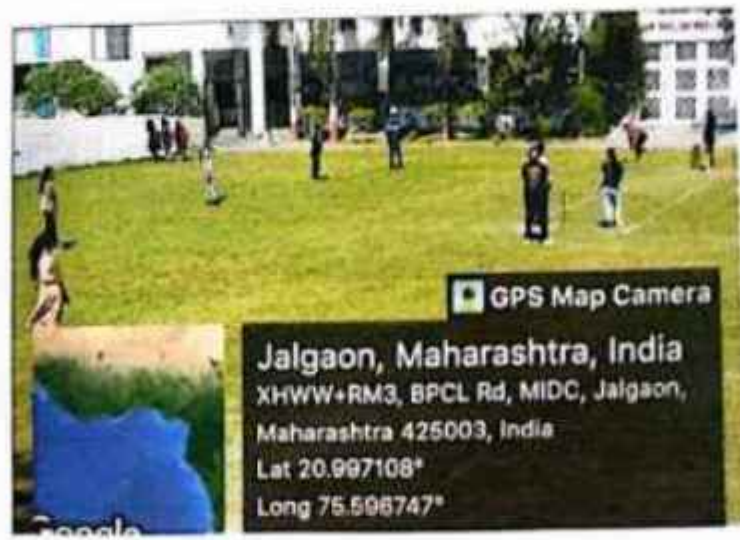 GPS Map Camera
Jalgaon, Maharashtra, India
XHWW+RM3, BPCL Rd, MIDC, Jalgaon,
Maharashtra 425003, India
Lat 20.997108°
Long 75.596747°
Google